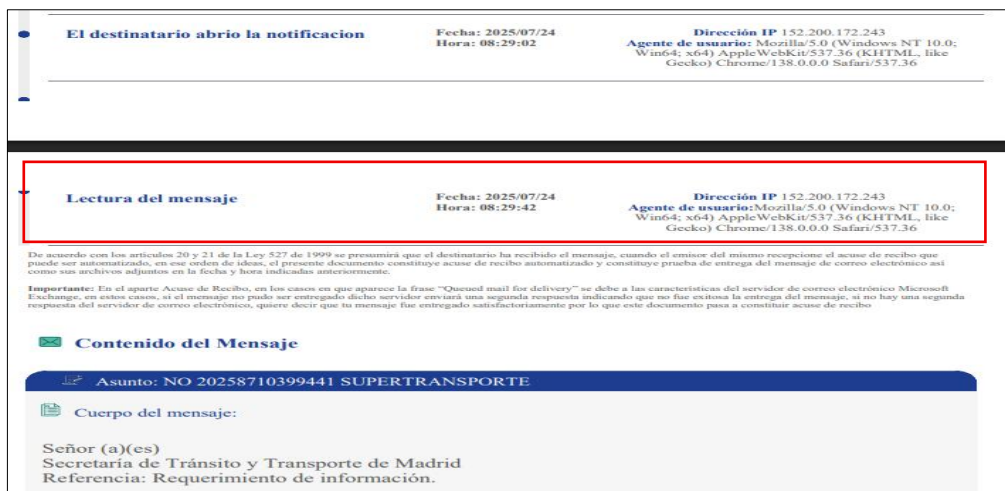 El destinatario abrio la notificacion
Fecha: 2025/07/24
Hora: 08:29:02
Dirección IP 152.200.172.243
Agente de usuario: Mozilla/5.0 (Windows NT 10.0;
Win64; x64) AppleWebKit/537.36 (KHTML, like
Gecko) Chrome/138.0.0.0 Safari/537.36
Lectura del mensaje
Fecha: 2025/07/24
Hora: 08:29:42
Dirección IP 152.200.172.243
Agente de usuario:Mozilla/5.0 (Windows NT 10.0;
Win64; x64) AppleWebKit/537.36 (KHTML, like
Gecko) Chrome/138.0.0.0 Safari/537.36
De acuerdo con los articulos 20 y 21 de la Ley 527 de 1999 se presumirá que el destinatario ha recibido el mensaje, cuando el emisor del mismo recepcione el acuse de recibo que
puede ser automatizado, en ese orden de ideas, el presente documento constituye acuse de recibo automatizado y constituye prueba de entrega del mensaje de correo electrónico asi
como sus archivos adjuntos en la fecha y hora indicadas anteriormente.
Importante: En el aparte Acuse de Recibo, en los casos en que aparece la frase “Queued mail for delivery” se debe a las características del servidor de correo electrónico Microsoft
Exchange, en estos casos, si el mensaje no pudo ser entregado dicho servidor enviará una segunda respuesta indicando que no fue exitosa la entrega del mensaje, si no hay una segunda
respuesta del servidor de correo electrónico, quiere decir que tu mensaje fue entregado satisfactoriamente por lo que este documento pasa a constituir acuse de recibo
Contenido del Mensaje
Asunto: NO 20258710399441 SUPERTRANSPORTE
Cuerpo del mensaje:
Señor (a)(es)
Secretaría de Tránsito y Transporte de Madrid
Referencia: Requerimiento de información.